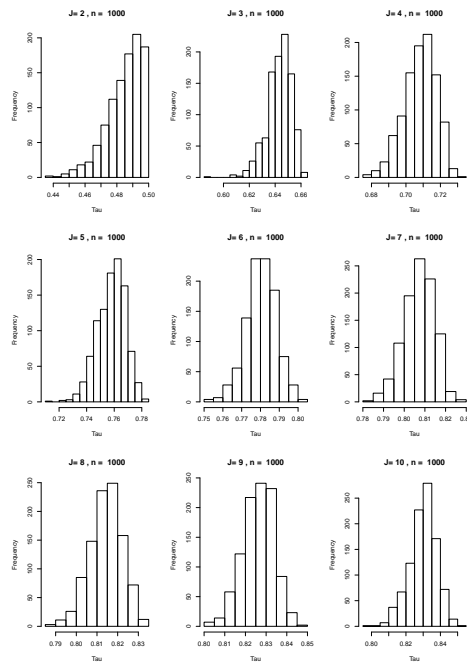 J= 2 , n = 1000
Frequency
0 50 100 150 200
0.44 0.46 0.48 0.50
Tau
J= 3 , n = 1000
Frequency
0 50 100 150 200
0.60 0.62 0.64 0.66
Tau
J= 4 , n = 1000
Frequency
0 50 100 150 200
0.68 0.70 0.72
Tau
J= 5 , n = 1000
Frequency
0 50 100 150 200
0.72 0.74 0.76 0.78
Tau
J= 6 , n = 1000
Frequency
0 50 100 150 200
0.75 0.76 0.77 0.78 0.79 0.80
Tau
J= 7 , n = 1000
Frequency
0 50 100 150 200 250
0.78 0.79 0.80 0.81 0.82
Tau
J= 8 , n = 1000
Frequency
0 50 100 150 200 250
0.79 0.80 0.81 0.82 0.83
Tau
J= 9 , n = 1000
Frequency
0 50 100 150 200 250
0.80 0.81 0.82 0.83 0.84 0.85
Tau
J= 10 , n = 1000
Frequency
0 50 100 150 200 250
0.80 0.82 0.84
Tau